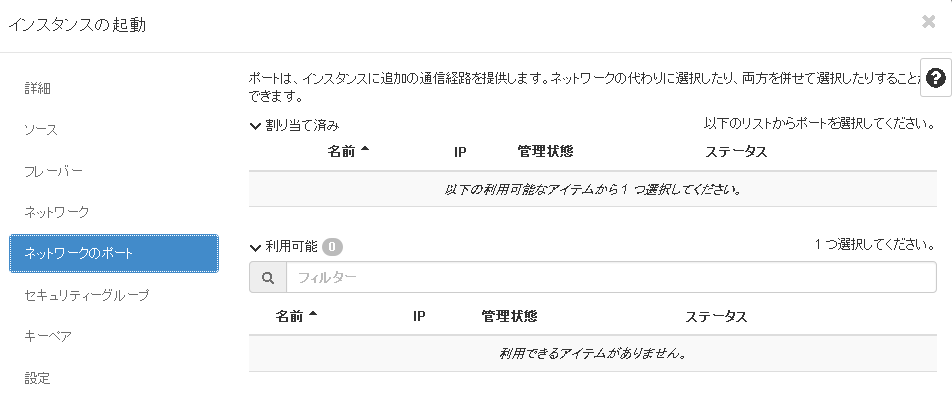 インスタンスの起動
×
詳細
ソース
フレーバー
ネットワーク
ネットワークのポート
セキュリティーグループ
キーペア
設定
ポートは、インスタンスに追加の通信経路を提供します。ネットワークの代わりに選択したり、両方を併せて選択したりすることが
できます。
?
割り当て済み 以下のリストからポートを選択してください。
名前 IP 管理状態 ステータス
以下の利用可能なアイテムから 1 つ選択してください。
利用可能 0 1 つ選択してください。
フィルター
名前 IP 管理状態 ステータス
利用できるアイテムがありません。